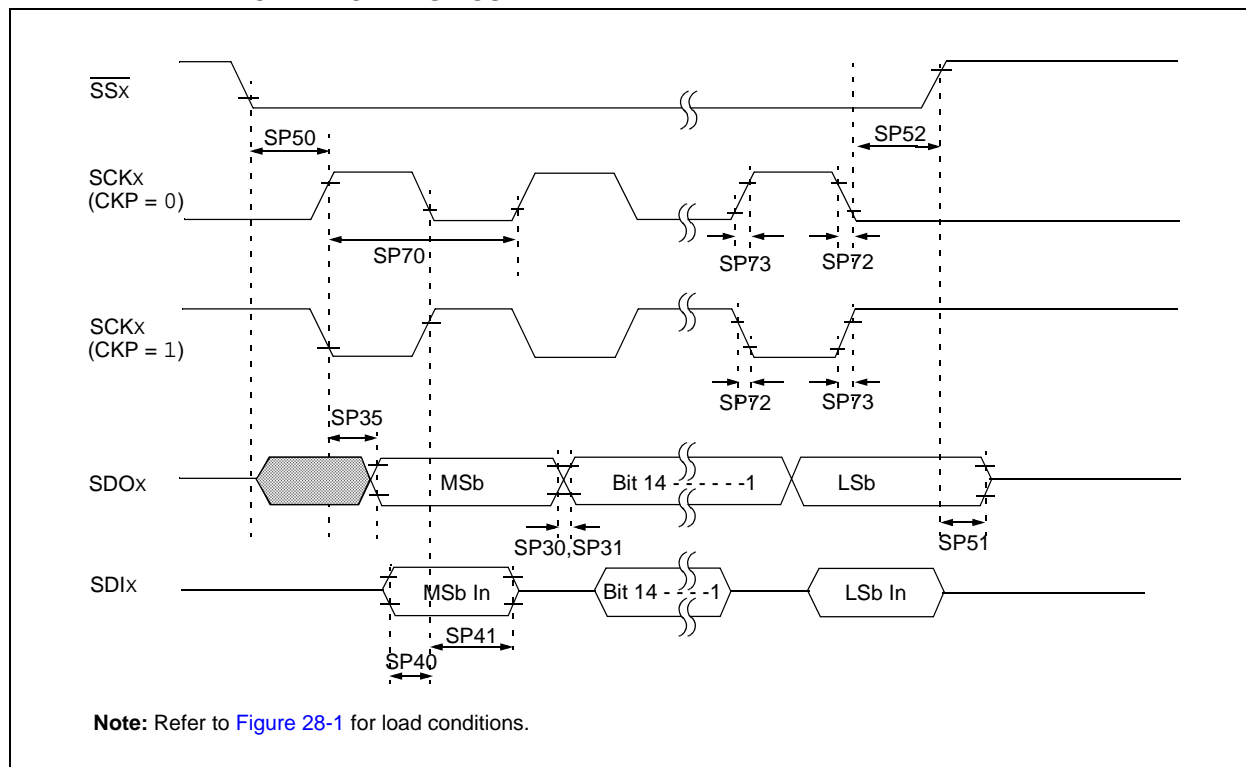 SSx
SP50
SP52
SCKx
(CKP = 0)
SP70
SP73
SP72
SCKx
(CKP = 1)
SP72
SP73
SP35
SDOx
MSb
Bit 14 - - - - - -1
LSb
SP30,SP31
SP51
SDIx
MSb In
Bit 14 - - - -1
LSb In
SP41
SP40
Note: Refer to Figure 28-1 for load conditions.